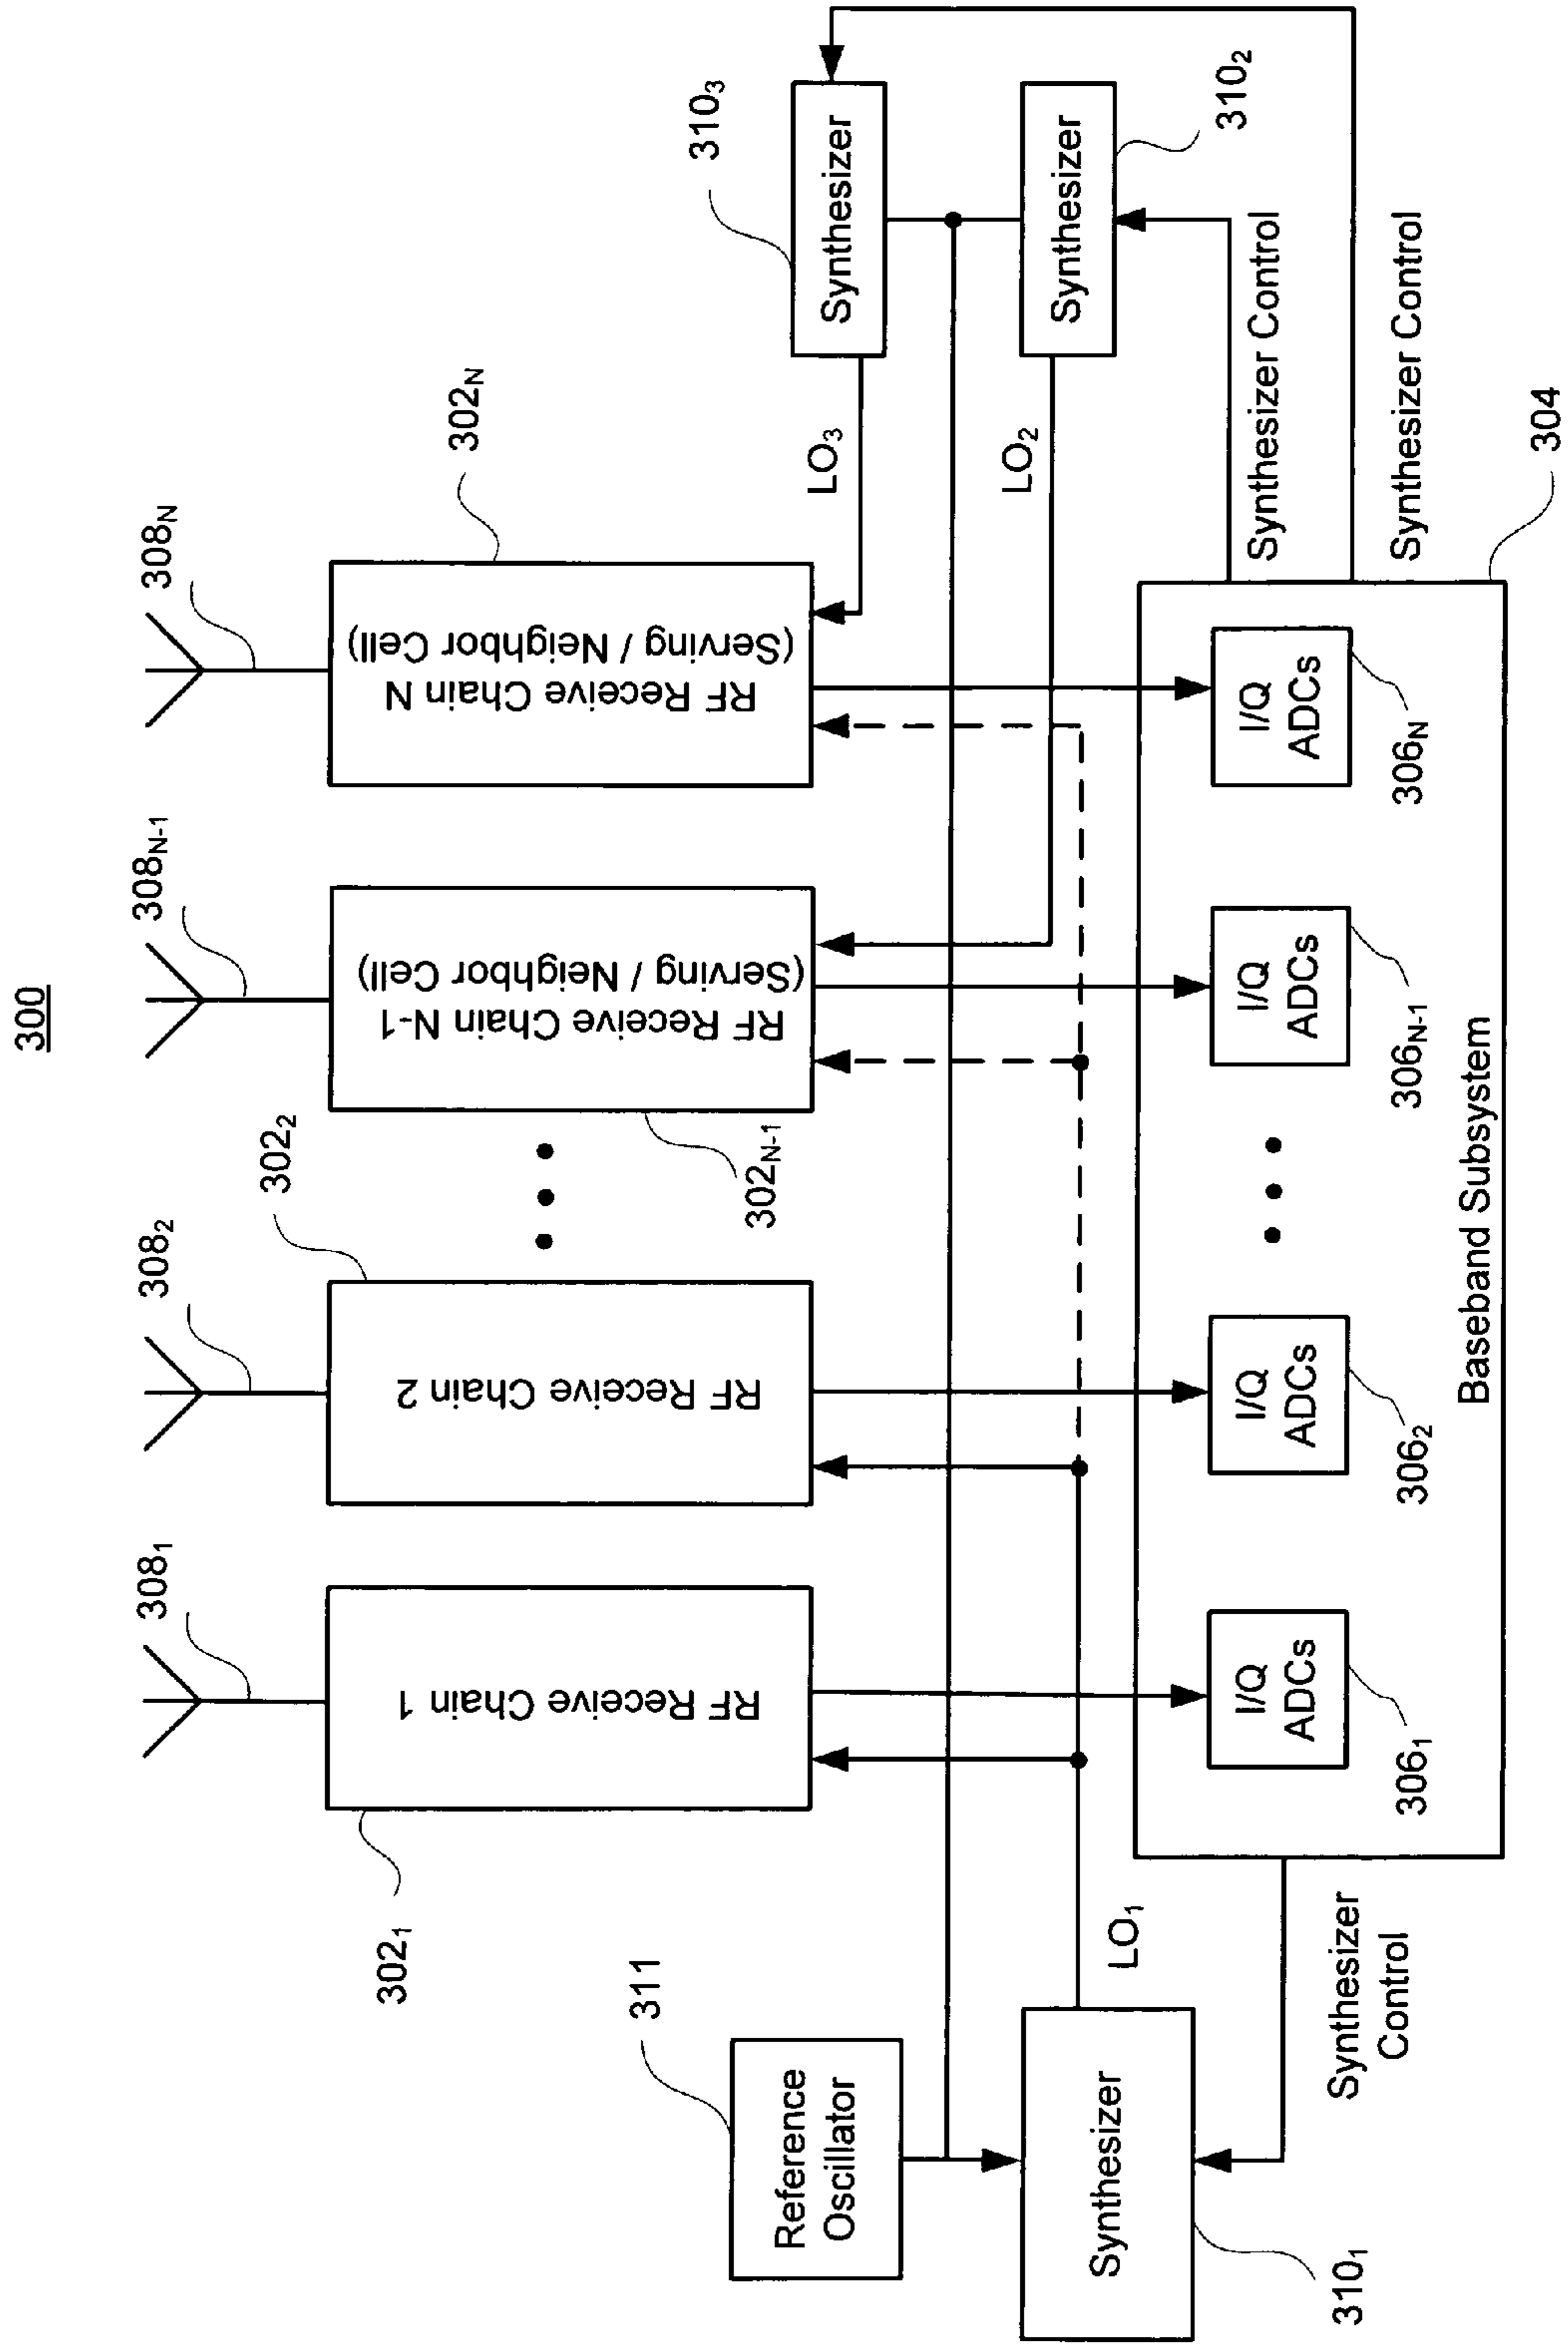 300
308₁
308₂
308N-1
308N
302₁
RF Receive Chain 1
302₂
RF Receive Chain 2
302N-1
RF Receive Chain N-1
(Serving / Neighbor Cell)
302N
RF Receive Chain N
(Serving / Neighbor Cell)
311
Reference
Oscillator
LO₃
310₃
Synthesizer
LO₂
Synthesizer
310₂
Synthesizer
310₁
LO₁
Synthesizer
Control
I/Q
ADCs
306₁
I/Q
ADCs
306₂
I/Q
ADCs
306N-1
I/Q
ADCs
306N
Baseband Subsystem
Synthesizer Control
Synthesizer Control
304